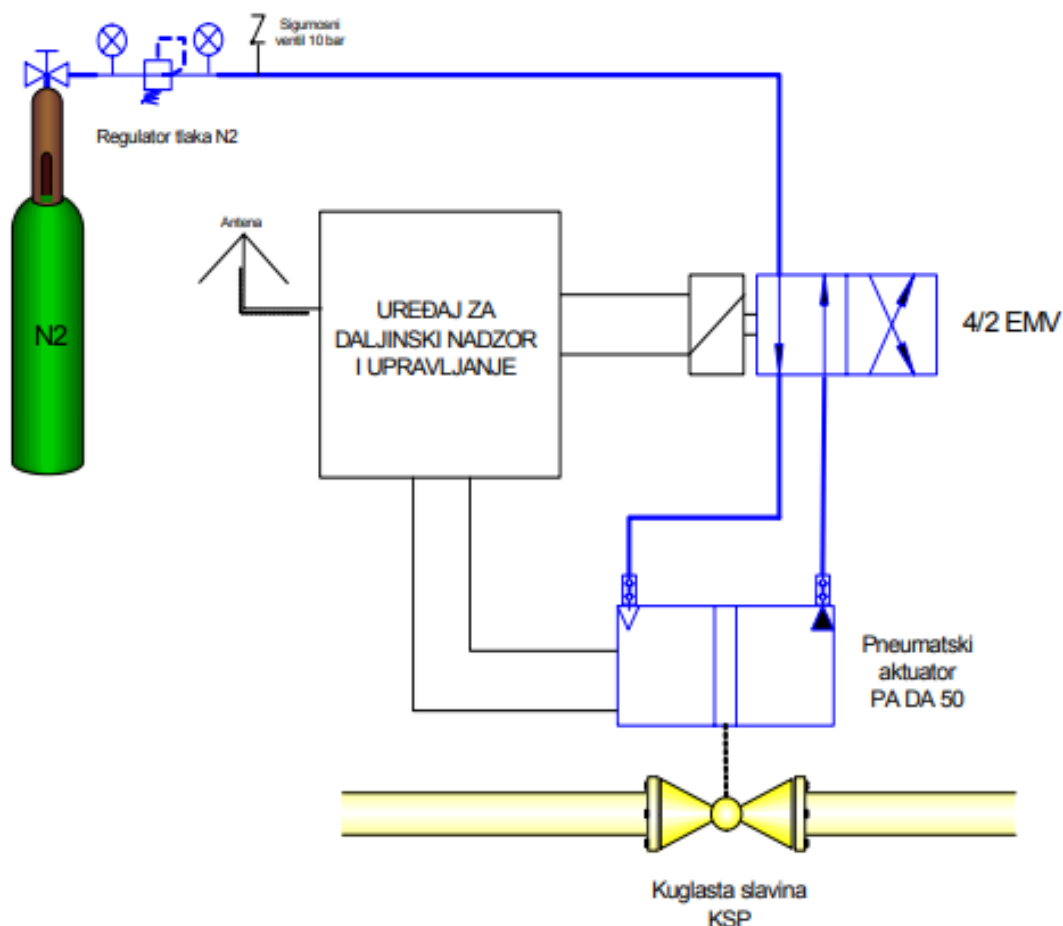 Sigurnosni
ventil 10 bar
Regulator tlaka N2
N2
Antena
UREĐAJ ZA
DALJINSKI NADZOR
I UPRAVLJANJE
4/2 EMV
Pneumatski
aktuator
PA DA 50
Kuglasta slavina
KSP